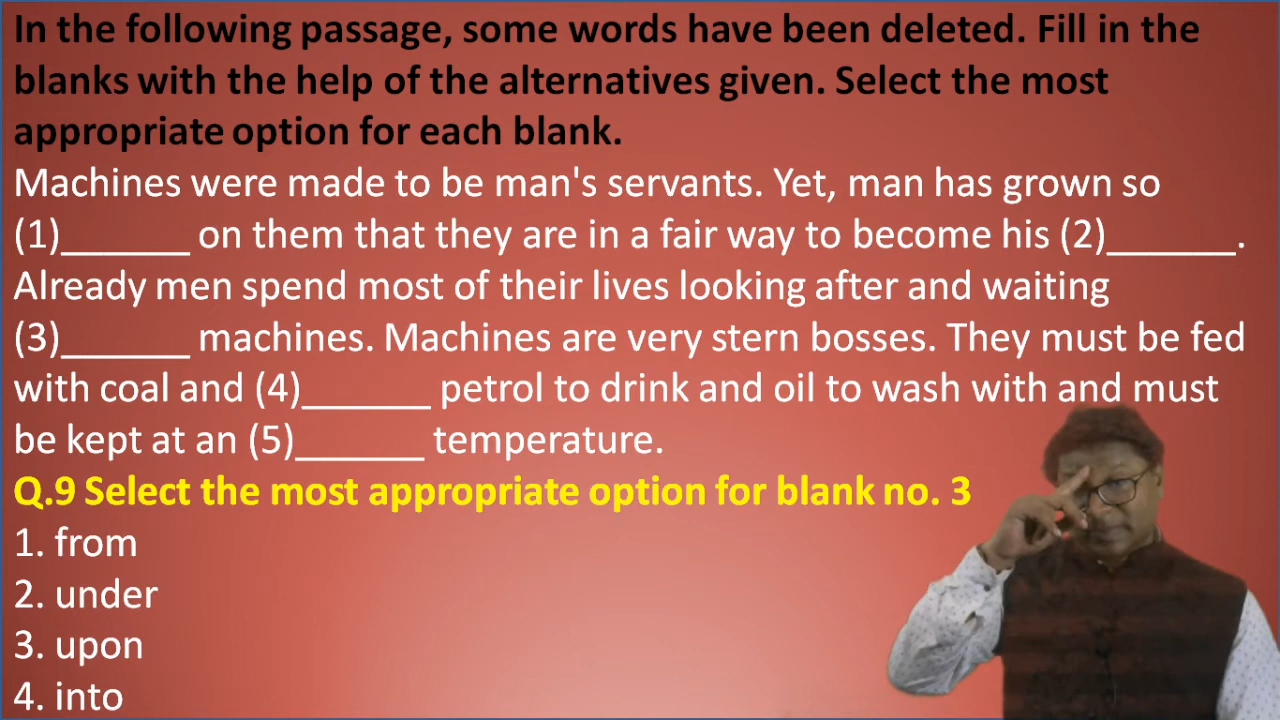 In the following passage, some words have been deleted. Fill in the
blanks with the help of the alternatives given. Select the most
appropriate option for each blank.
Machines were made to be man's servants. Yet, man has grown so
(1)______ on them that they are in a fair way to become his (2)______.
Already men spend most of their lives looking after and waiting
(3)______ machines. Machines are very stern bosses. They must be fed
with coal and (4)______ petrol to drink and oil to wash with and must
be kept at an (5)______ temperature.
Q.9 Select the most appropriate option for blank no. 3
1. from
2. under
3. upon
4. into